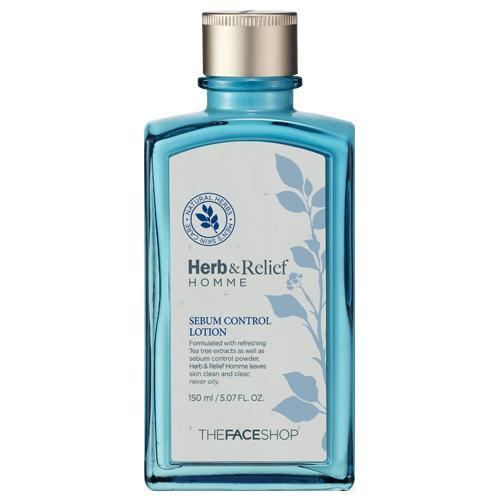 NATURAL HERBS • MEN'S SKIN CARE •
Herb & Relief
HOMME
SEBUM CONTROL
LOTION
Formulated with refreshing
Tea tree extracts as well as
sebum control powder,
Herb & Relief Homme leaves
skin clean and clear,
never oily.
150 ml / 5.07 FL. OZ.
THEFACESHOP